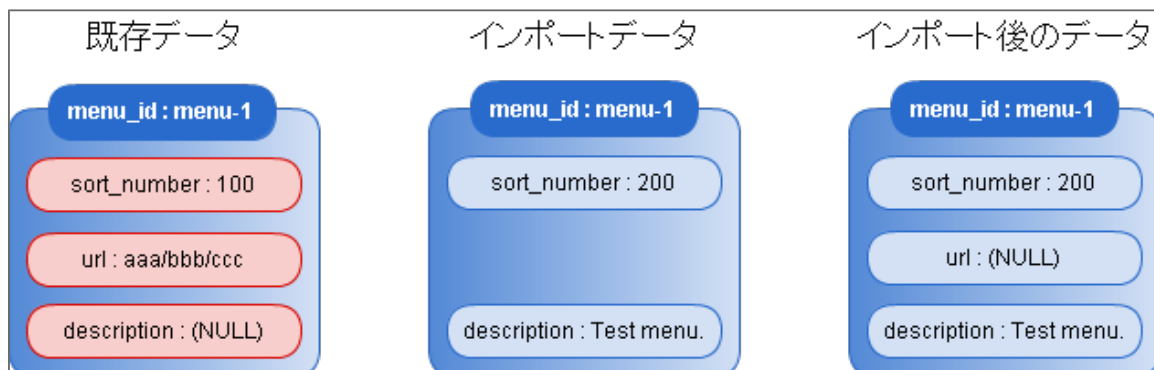 既存データ
インポートデータ
インポート後のデータ
menu_id : menu-1
menu_id : menu-1
menu_id : menu-1
sort_number : 100
sort_number : 200
sort_number : 200
url : aaa/bbb/ccc
url : (NULL)
description : (NULL)
description : Test menu.
description : Test menu.